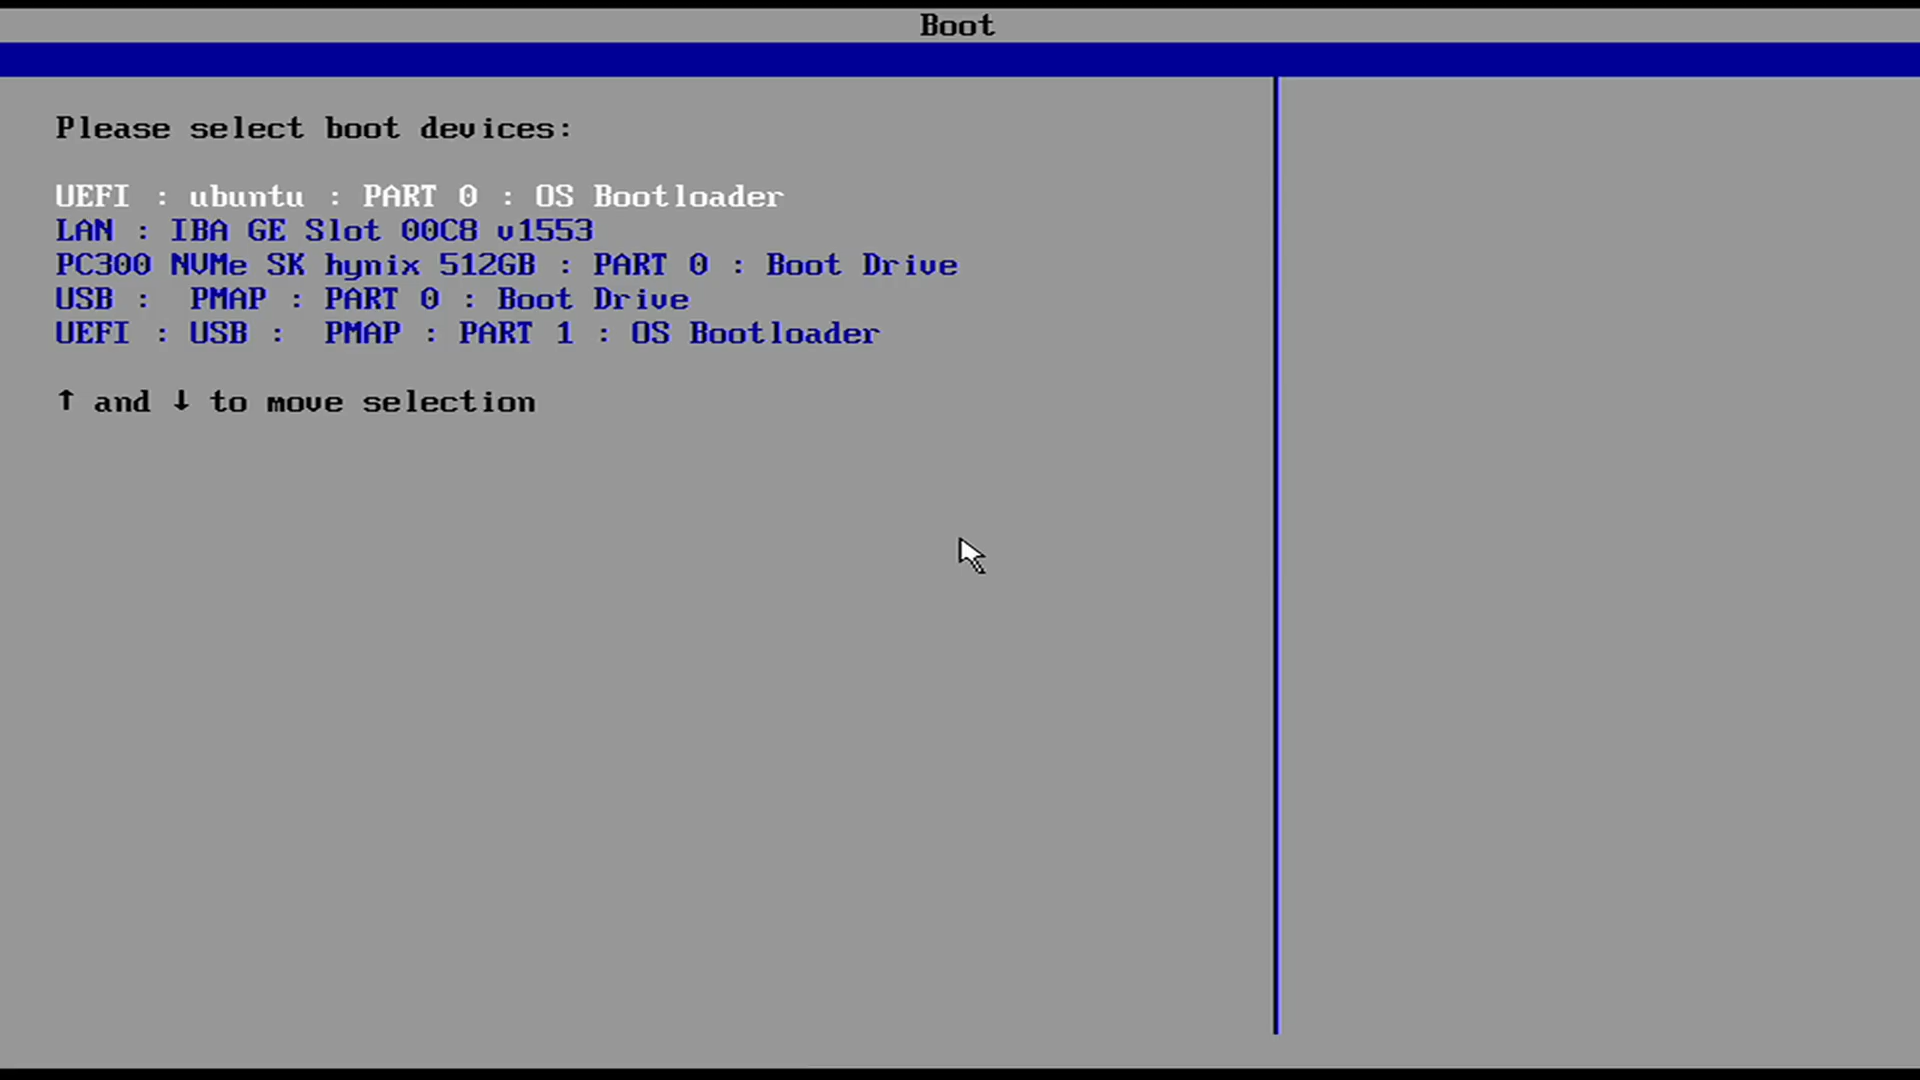 Boot
Please select boot devices:
UEFI : ubuntu : PART 0 : OS Bootloader
LAN : IBA GE Slot 00C8 v1553
PC300 NVMe SK hynix 512GB : PART 0 : Boot Drive
USB :  PMAP : PART 0 : Boot Drive
UEFI : USB :  PMAP : PART 1 : OS Bootloader
↑ and ↓ to move selection